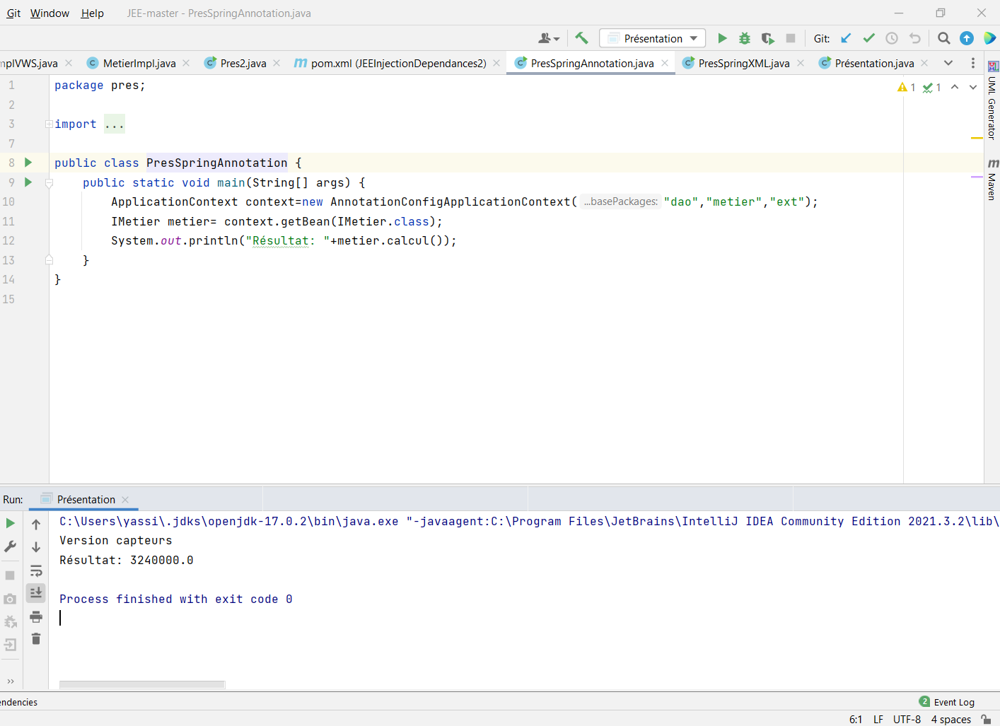 Git Window Help JEE-master - PresSpringAnnotation.java
Présentation Git:
mplVWS.java MetierImpl.java Pres2.java pom.xml (JEEInjectionDependances2) PresSpringAnnotation.java PresSpringXML.java Présentation.java
1 package pres;
1 1
2
3 import ...
7
8 public class PresSpringAnnotation {
9 public static void main(String[] args) {
10 ApplicationContext context=new AnnotationConfigApplicationContext( ...basePackages: "dao","metier","ext");
11 IMetier metier= context.getBean(IMetier.class);
12 System.out.println("Résultat: "+metier.calcul());
13 }
14 }
15
UML Generator
Maven
Run: Présentation
C:\Users\yassi\.jdks\openjdk-17.0.2\bin\java.exe "-javaagent:C:\Program Files\JetBrains\IntelliJ IDEA Community Edition 2021.3.2\lib\
Version capteurs
Résultat: 3240000.0
Process finished with exit code 0
endencies
2 Event Log
6:1 LF UTF-8 4 spaces